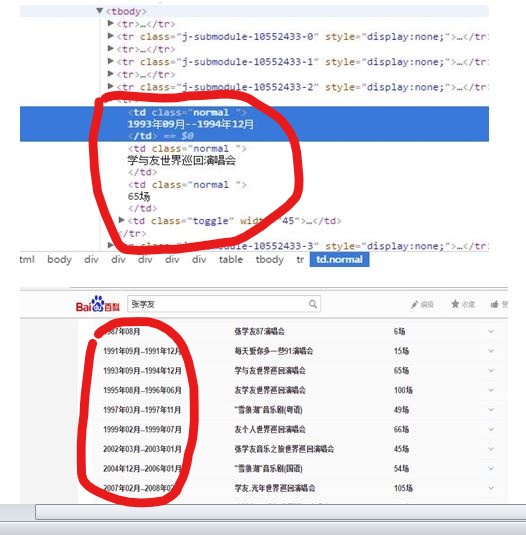 ▼<tbody>
▶<tr>…</tr>
▶<tr class="j-submodule-10552433-0" style="display:none;">…</tr
▶<tr>…</tr>
▶<tr class="j-submodule-10552433-1" style="display:none;">…</tr
▶<tr>…</tr>
▶<tr class="j-submodule-10552433-2" style="display:none;">…</tr
<td class="normal ">
1993年09月--1994年12月
</td> == $0
<td class="normal ">
学与友世界巡回演唱会
</td>
<td class="normal ">
65场
</td>
▶<td class="toggle" width="45">…</td>
</tr>
style="display:none;">…</tr
tml body div div div div div table tbody tr td.normal
Bai百科 张学友 编辑 收藏
1987年08月 张学友87演唱会 6场
1991年09月--1991年12月 每天爱你多一些91演唱会 15场
1993年09月--1994年12月 学与友世界巡回演唱会 65场
1995年08月--1996年06月 友学友世界巡回演唱会 100场
1997年03月--1997年11月 "雪狼湖"音乐剧(粤语) 49场
1999年02月--1999年07月 友个人世界巡回演唱会 66场
2002年03月--2003年01月 张学友音乐之旅世界巡回演唱会 45场
2004年12月--2006年01月 "雪狼湖"音乐剧(国语) 54场
2007年02月--2008年 学友.光年世界巡回演唱会 105场